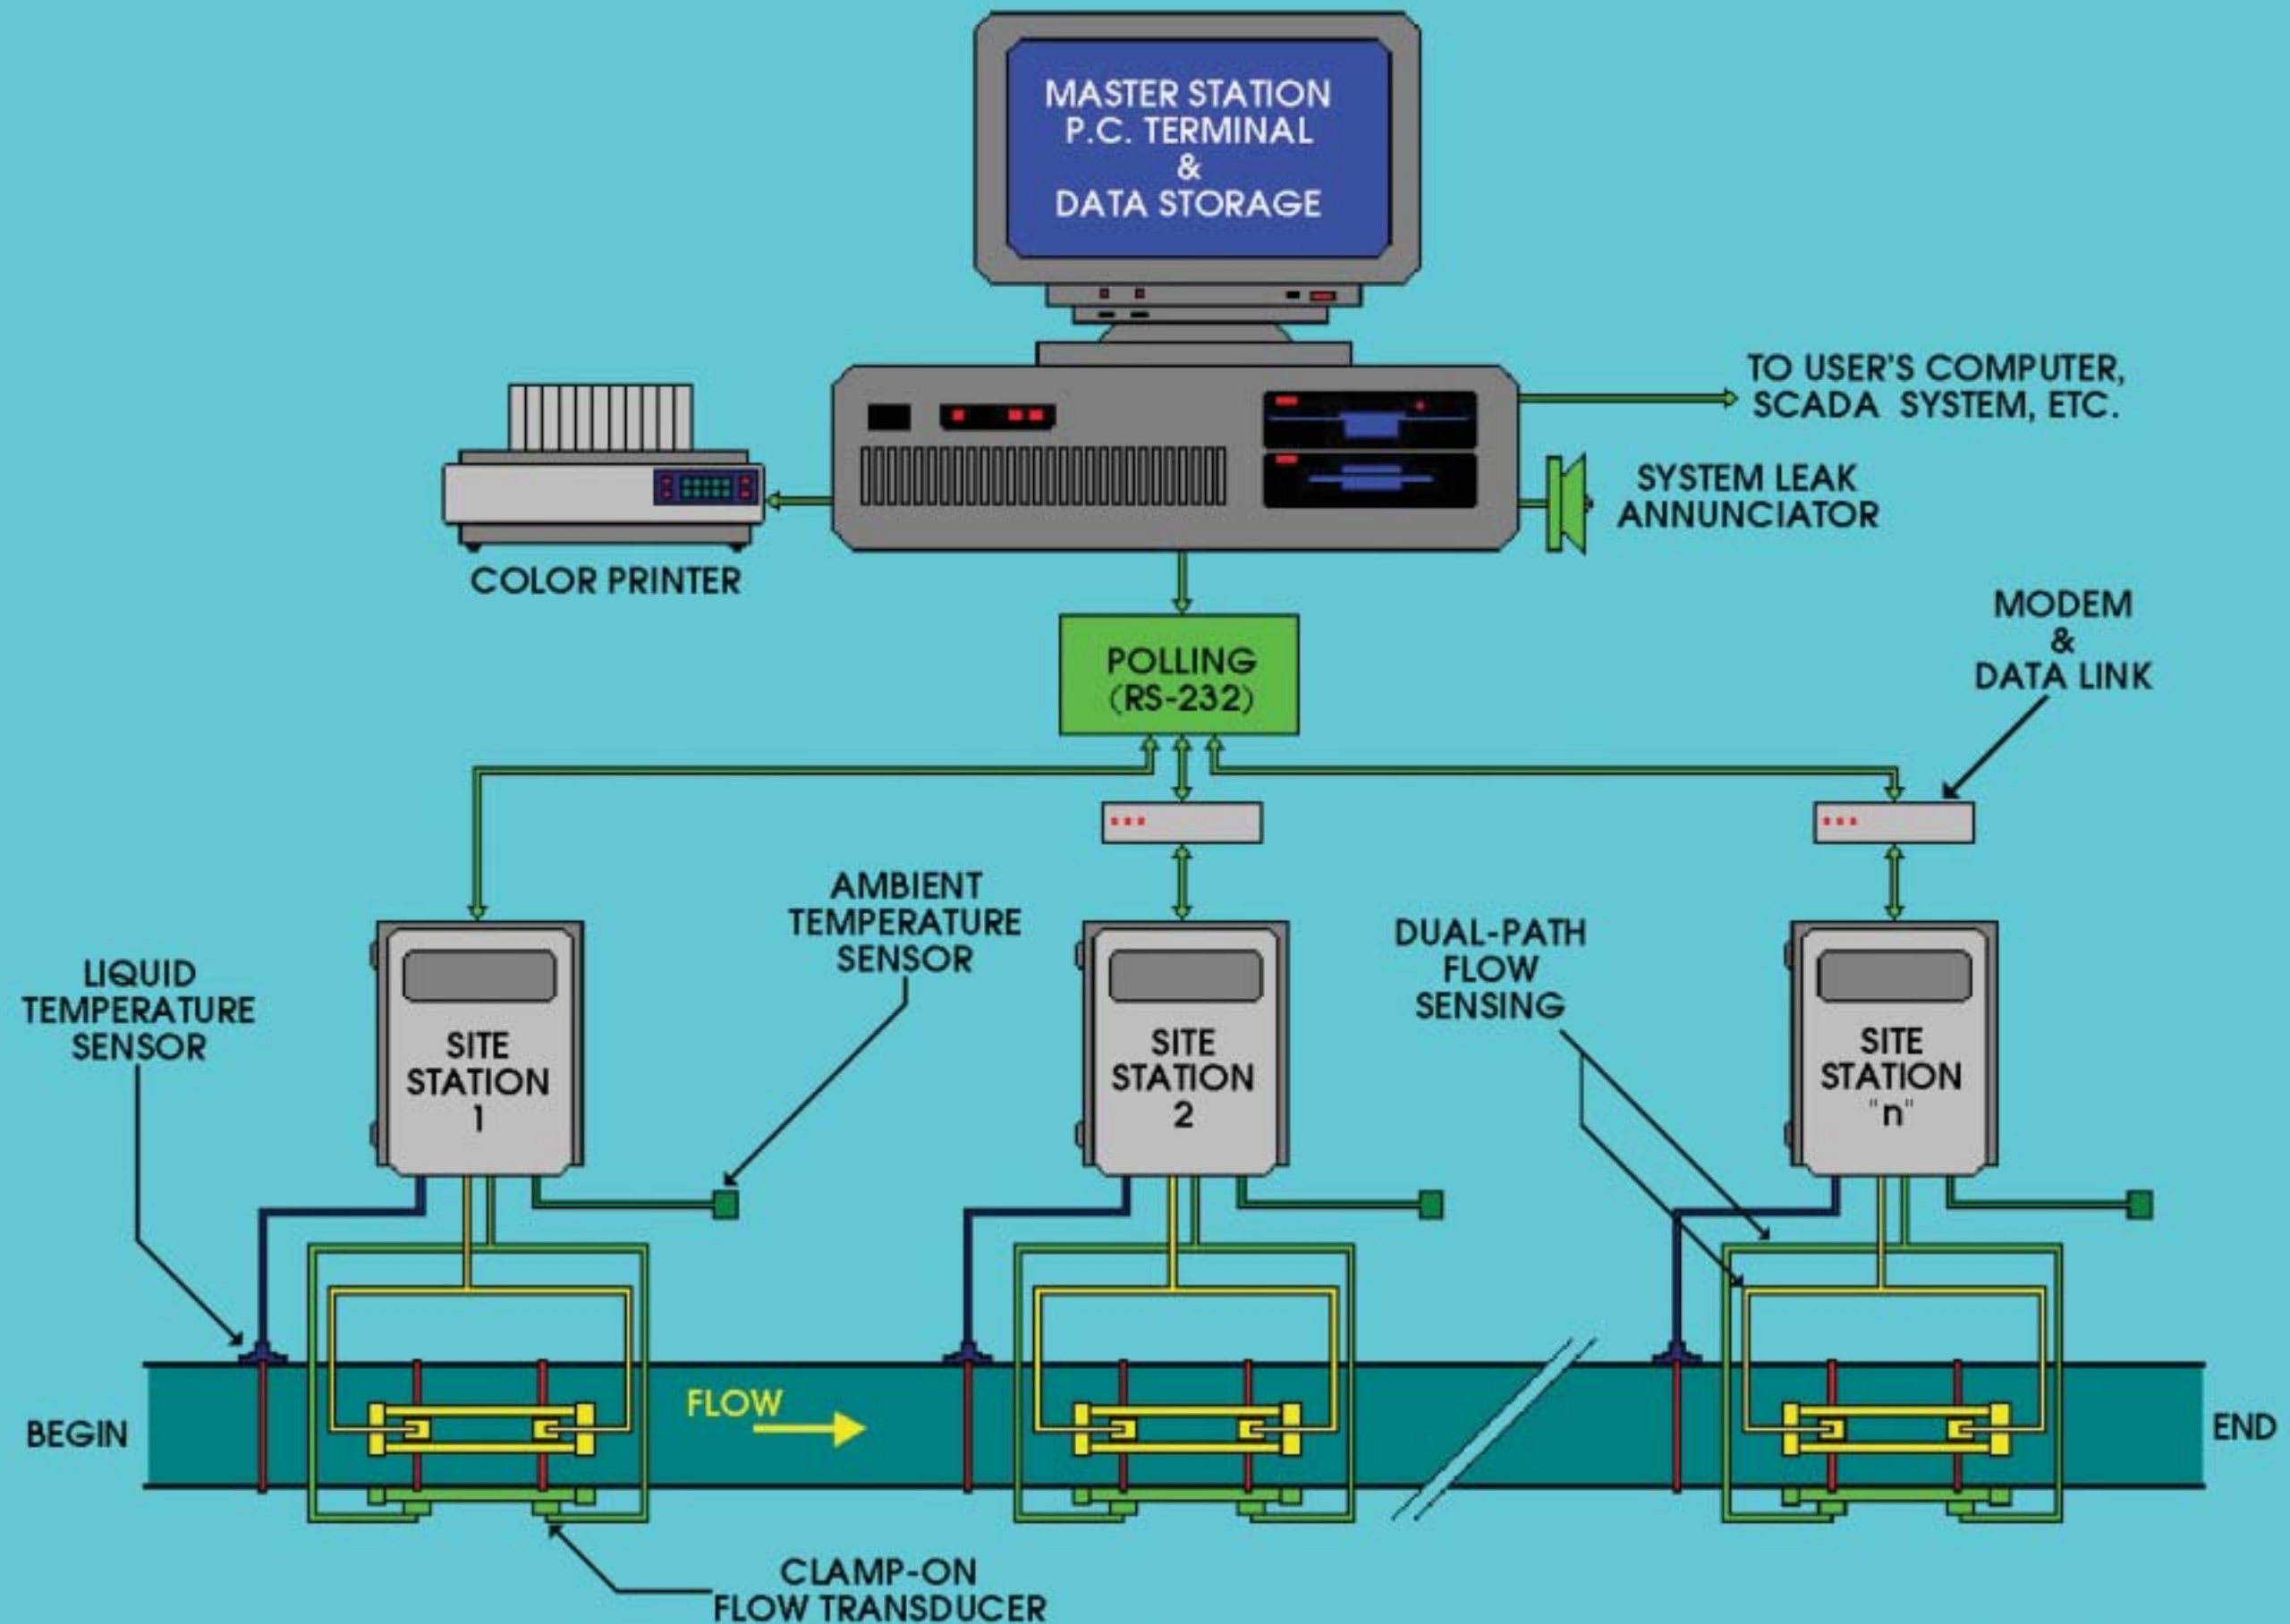 MASTER STATION
P.C. TERMINAL
&
DATA STORAGE
TO USER'S COMPUTER,
SCADA SYSTEM, ETC.
SYSTEM LEAK
ANNUNCIATOR
COLOR PRINTER
POLLING
(RS-232)
MODEM
&
DATA LINK
LIQUID
TEMPERATURE
SENSOR
SITE
STATION
1
AMBIENT
TEMPERATURE
SENSOR
SITE
STATION
2
DUAL-PATH
FLOW
SENSING
SITE
STATION
"n"
BEGIN
FLOW
END
CLAMP-ON
FLOW TRANSDUCER